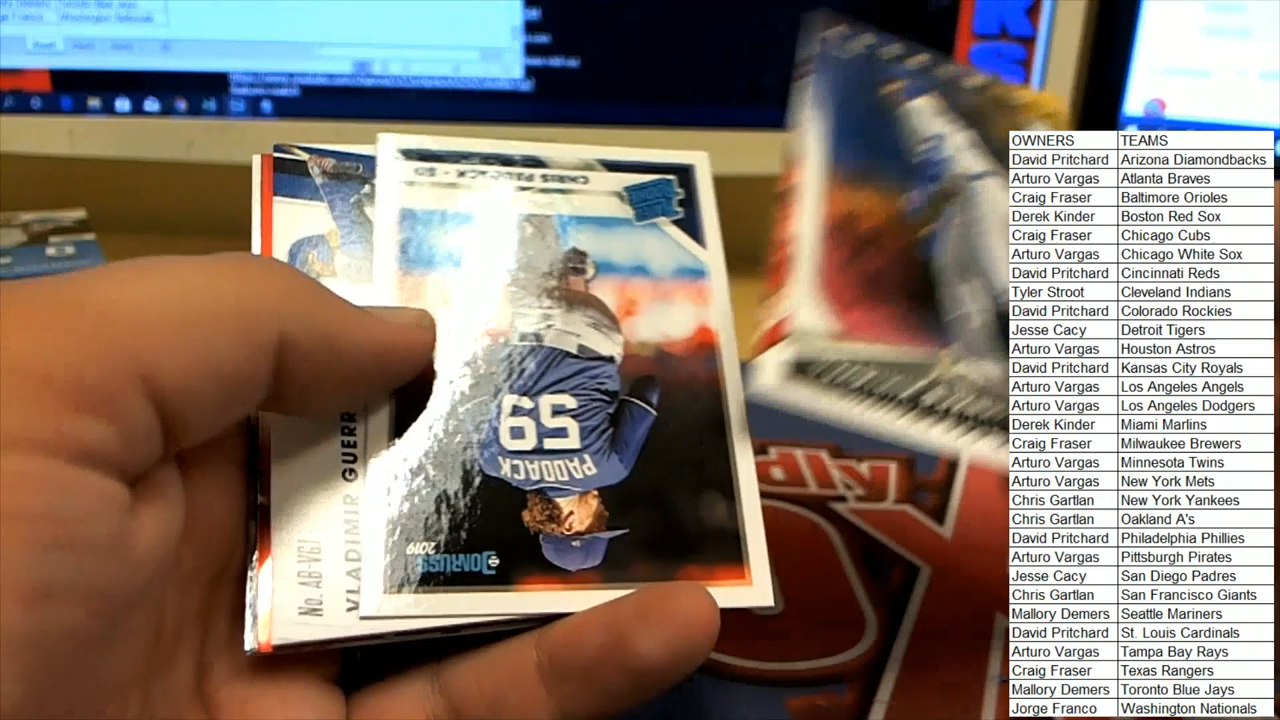 OWNERS TEAMS
David Pritchard Arizona Diamondbacks
Arturo Vargas Atlanta Braves
Craig Fraser Baltimore Orioles
Derek Kinder Boston Red Sox
Craig Fraser Chicago Cubs
Arturo Vargas Chicago White Sox
David Pritchard Cincinnati Reds
Tyler Stroot Cleveland Indians
David Pritchard Colorado Rockies
Jesse Cacy Detroit Tigers
Arturo Vargas Houston Astros
David Pritchard Kansas City Royals
Arturo Vargas Los Angeles Angels
Arturo Vargas Los Angeles Dodgers
Derek Kinder Miami Marlins
Craig Fraser Milwaukee Brewers
Arturo Vargas Minnesota Twins
Arturo Vargas New York Mets
Chris Gartlan New York Yankees
Chris Gartlan Oakland A's
David Pritchard Philadelphia Phillies
Arturo Vargas Pittsburgh Pirates
Jesse Cacy San Diego Padres
Chris Gartlan San Francisco Giants
Mallory Demers Seattle Mariners
David Pritchard St. Louis Cardinals
Arturo Vargas Tampa Bay Rays
Craig Fraser Texas Rangers
Mallory Demers Toronto Blue Jays
Jorge Franco Washington Nationals
CHRIS PADDACK - SD
59
PADDACK
DONRUSS
2019
No. AB-VGJ
VLADIMIR GUERR
KS